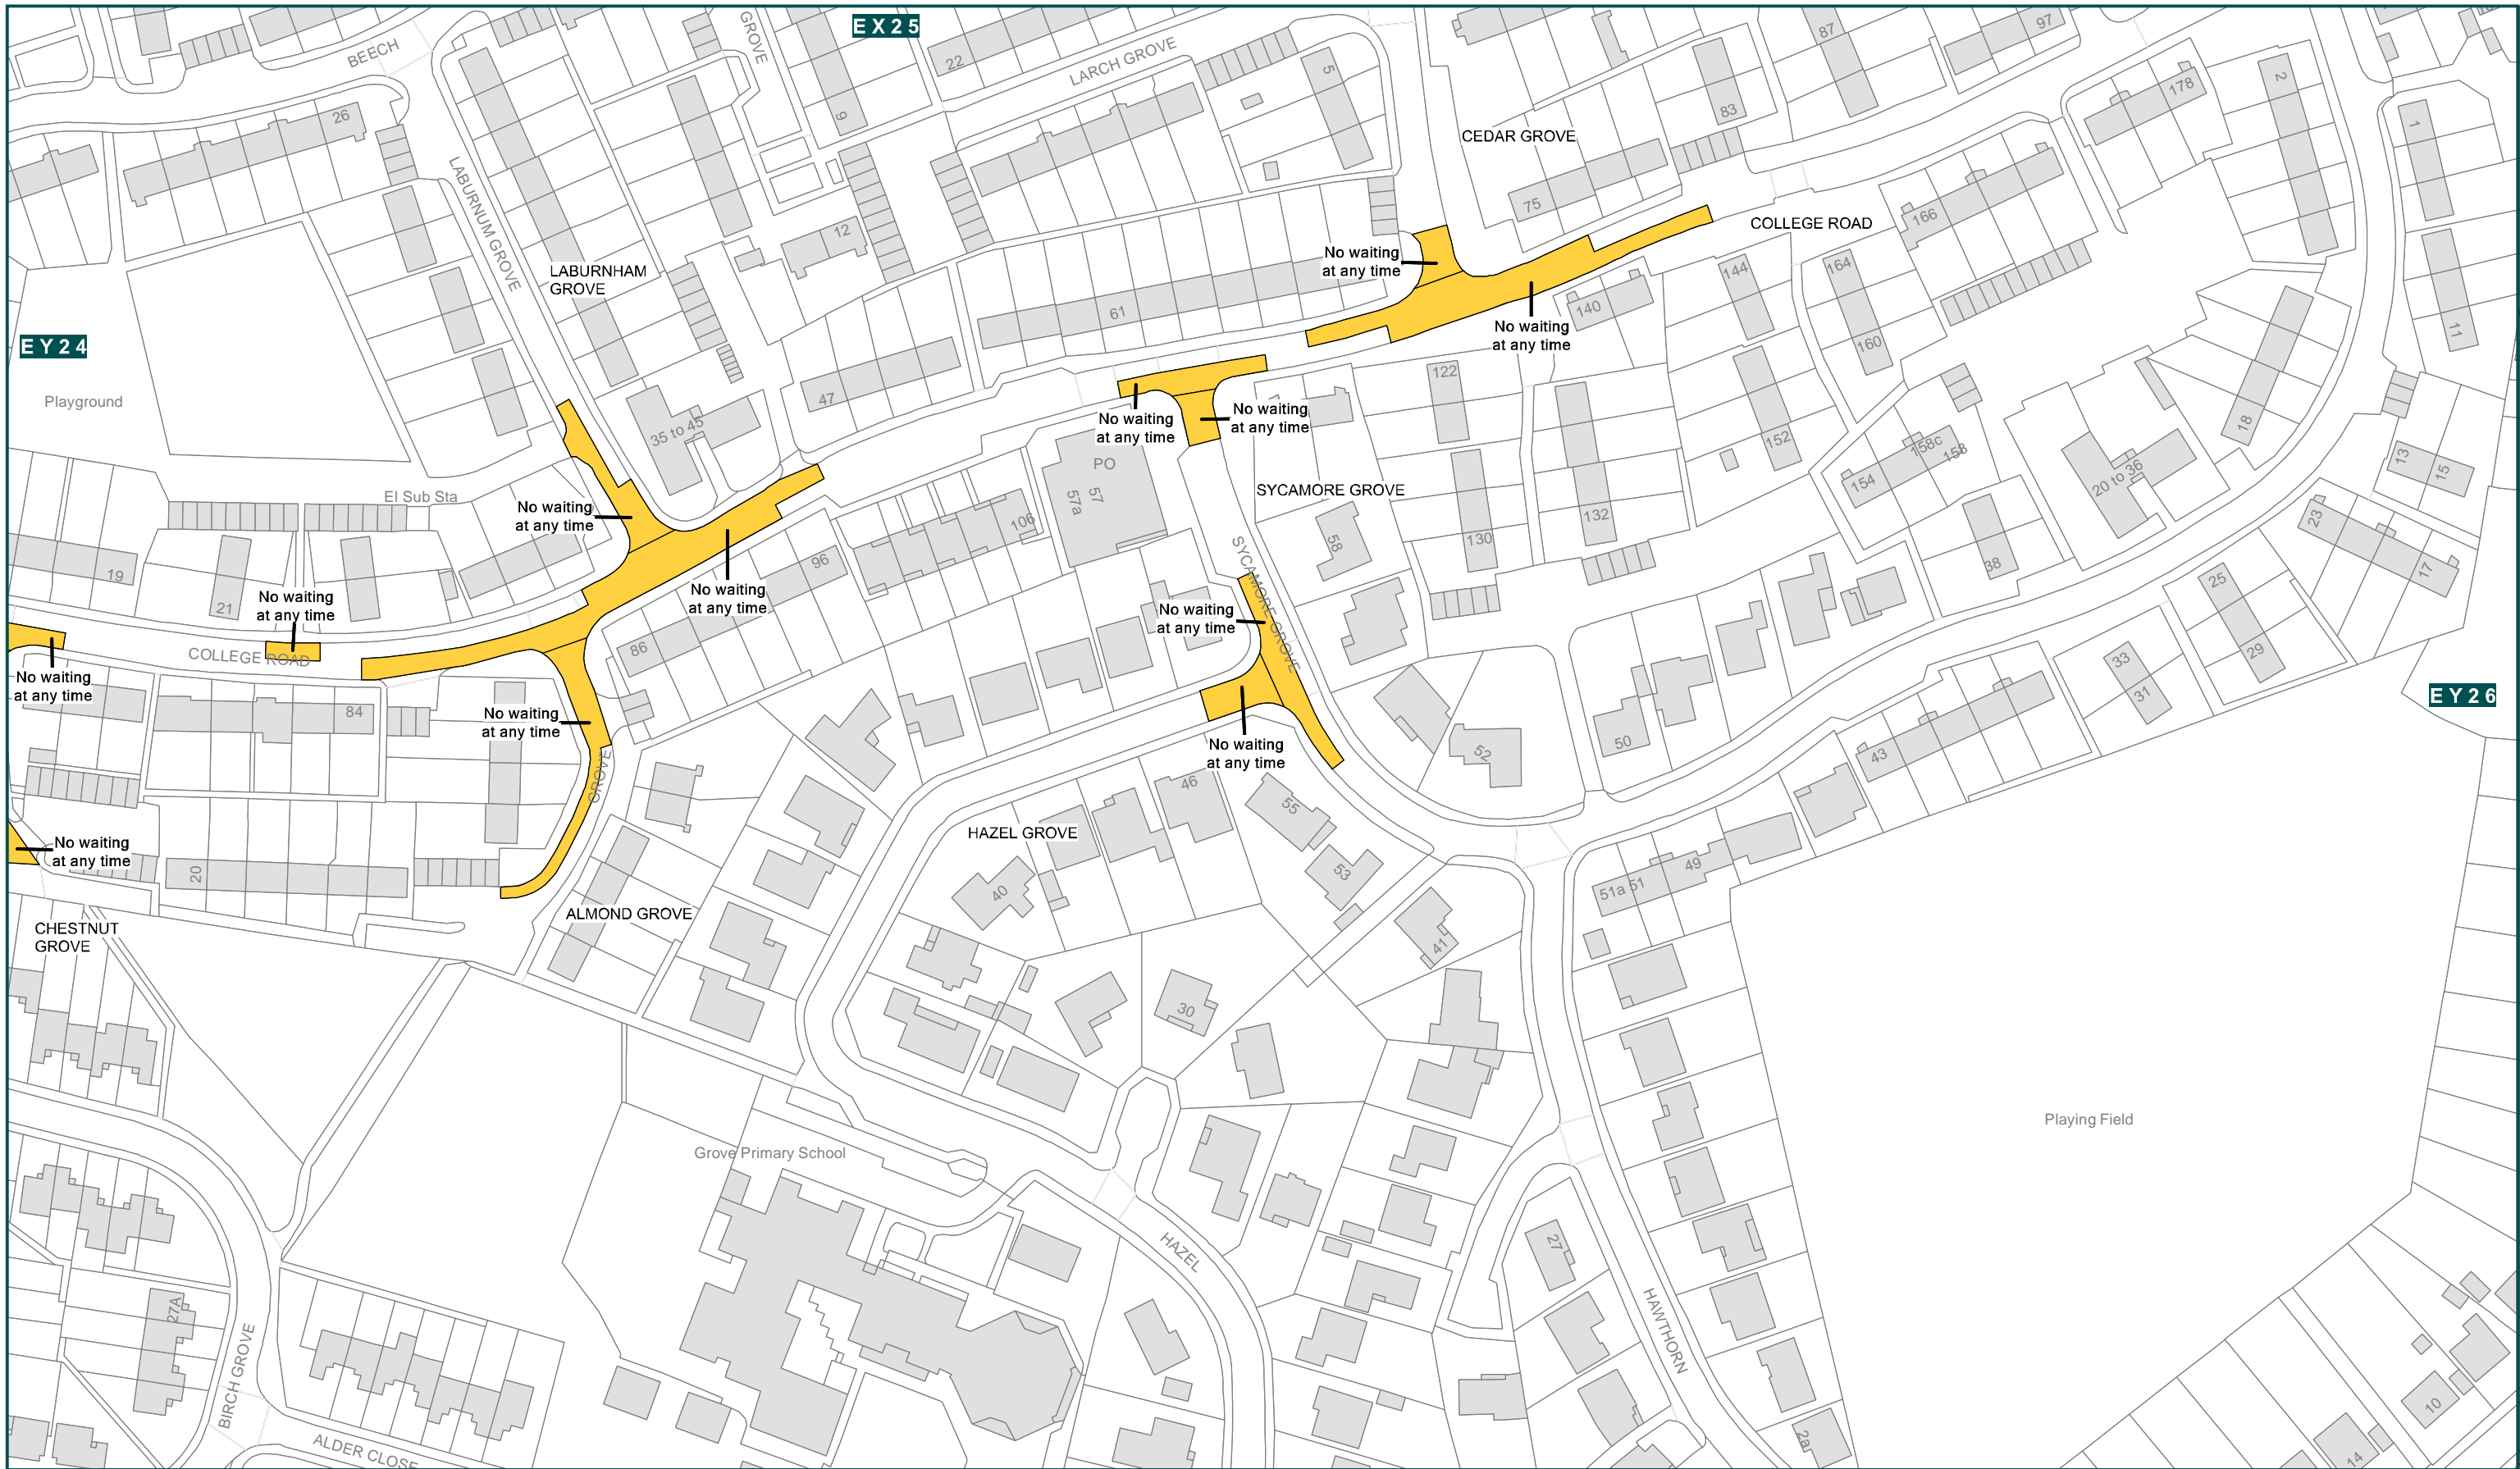 EX25
BEECH
GROVE
22
LARCH GROVE
5
87
97
83
178
2
1
26
9
CEDAR GROVE
LABURNUM GROVE
12
75
COLLEGE ROAD
166
LABURNHAM
GROVE
No waiting
at any time
144
164
61
140
No waiting
at any time
160
11
EY24
Playground
47
122
No waiting
at any time
No waiting
at any time
35 to 45
PO
57
57a
152
158c
158
154
18
13
15
20 to 36
El Sub Sta
SYCAMORE GROVE
No waiting
at any time
106
132
130
58
SYCAMORE GROVE
23
17
19
21
No waiting
at any time
96
No waiting
at any time
No waiting
at any time
38
25
29
COLLEGE ROAD
86
No waiting
at any time
33
31
EY26
84
No waiting
at any time
No waiting
at any time
50
52
43
GROVE
46
55
HAZEL GROVE
No waiting
at any time
20
40
53
49
51
51a
ALMOND GROVE
CHESTNUT
GROVE
41
30
Playing Field
Grove Primary School
HAZEL
27
27A
BIRCH GROVE
HAWTHORN
ALDER CLOSE
2a
10
14